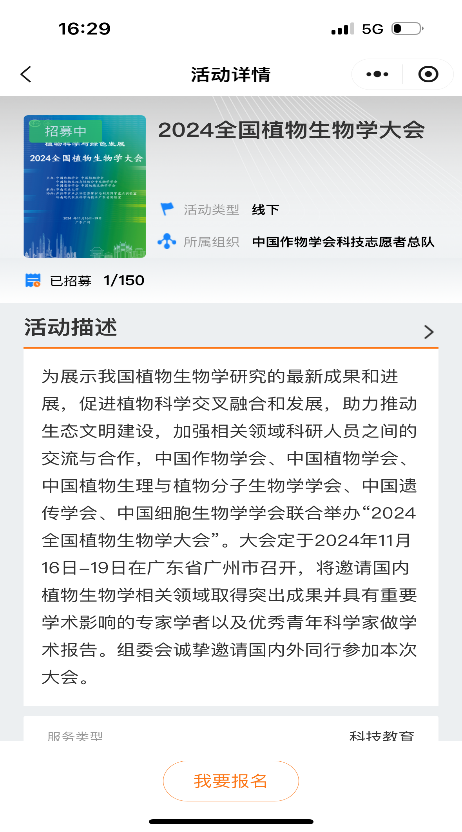 16:29
5G
活动详情
招募中
2024全国植物生物学大会
2024全国植物生物学大会
活动类型 线下
所属组织 中国作物学会科技志愿者总队
已招募 1/150
活动描述
为展示我国植物生物学研究的最新成果和进
展，促进植物科学交叉融合和发展，助力推动
生态文明建设，加强相关领域科研人员之间的
交流与合作，中国作物学会、中国植物学会、
中国植物生理与植物分子生物学学会、中国遗
传学会、中国细胞生物学学会联合举办“2024
全国植物生物学大会”。大会定于2024年11月
16日-19日在广东省广州市召开，将邀请国内
植物生物学相关领域取得突出成果并具有重要
学术影响的专家学者以及优秀青年科学家做学
术报告。组委会诚挚邀请国内外同行参加本次
大会。
服务类型 科技教育
我要报名